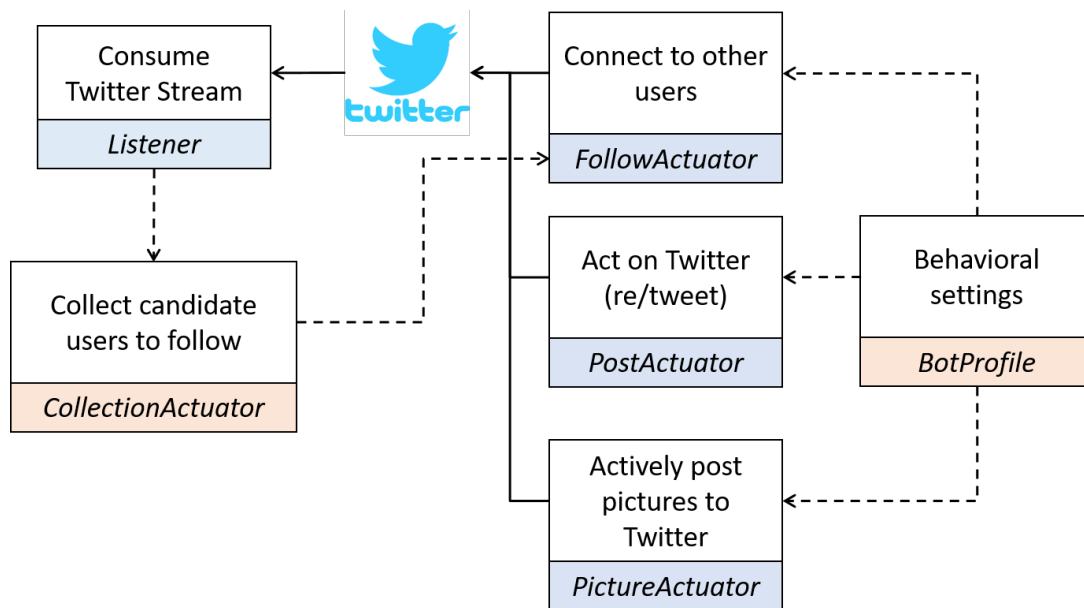 Consume
Twitter Stream
Listener
twitter
Connect to other
users
FollowActuator
Collect candidate
users to follow
CollectionActuator
Act on Twitter
(re/tweet)
PostActuator
Behavioral
settings
BotProfile
Actively post
pictures to
Twitter
PictureActuator